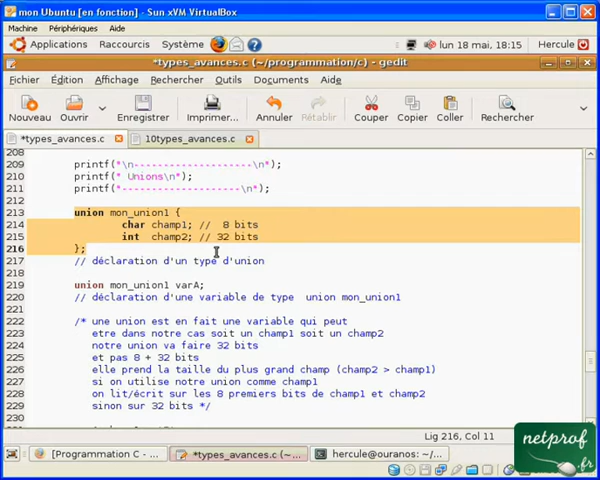 mon Ubuntu [en fonction] - Sun xVM VirtualBox
Machine Périphériques Aide
Applications Raccourcis Système lun 18 mai, 18:15 Hercule
*types_avances.c (~/programmation/c) - gedit
Fichier Édition Affichage Rechercher Outils Documents Aide
Nouveau Ouvrir Enregistrer Imprimer... Annuler Rétablir Couper Copier Coller Rechercher
*types_avances.c 10types_avances.c
208
209 printf("\n--------------------\n");
210 printf(" Unions\n");
211 printf("--------------------\n");
212
213 union mon_union1 {
214 char champ1; // 8 bits
215 int champ2; // 32 bits
216 };
217 // déclaration d'un type d'union
218
219 union mon_union1 varA;
220 // déclaration d'une variable de type union mon_union1
221
222 /* une union est en fait une variable qui peut
223 etre dans notre cas soit un champ1 soit un champ2
224 notre union va faire 32 bits
225 et pas 8 + 32 bits
226 elle prend la taille du plus grand champ (champ2 > champ1)
227 si on utilise notre union comme champ1
228 on lit/écrit sur les 8 premiers bits de champ1 et champ2
229 sinon sur 32 bits */
230
Lig 216, Col 11
[Programmation C - ... *types_avances.c (~... hercule@ouranos: ~/...
netprof
.fr